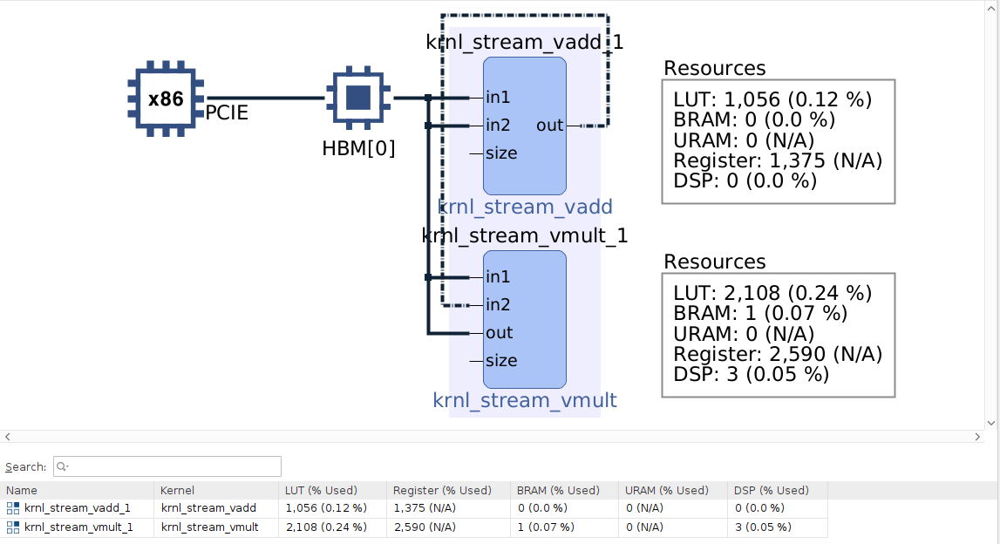 krnl_stream_vadd_1
x86
PCIE
HBM[0]
in1
in2
out
size
krnl_stream_vadd
Resources
LUT: 1,056 (0.12 %)
BRAM: 0 (0.0 %)
URAM: 0 (N/A)
Register: 1,375 (N/A)
DSP: 0 (0.0 %)
krnl_stream_vmult_1
in1
in2
out
size
krnl_stream_vmult
Resources
LUT: 2,108 (0.24 %)
BRAM: 1 (0.07 %)
URAM: 0 (N/A)
Register: 2,590 (N/A)
DSP: 3 (0.05 %)
Search:
Name Kernel LUT (% Used) Register (% Used) BRAM (% Used) URAM (% Used) DSP (% Used)
krnl_stream_vadd_1 krnl_stream_vadd 1,056 (0.12 %) 1,375 (N/A) 0 (0.0 %) 0 (N/A) 0 (0.0 %)
krnl_stream_vmult_1 krnl_stream_vmult 2,108 (0.24 %) 2,590 (N/A) 1 (0.07 %) 0 (N/A) 3 (0.05 %)